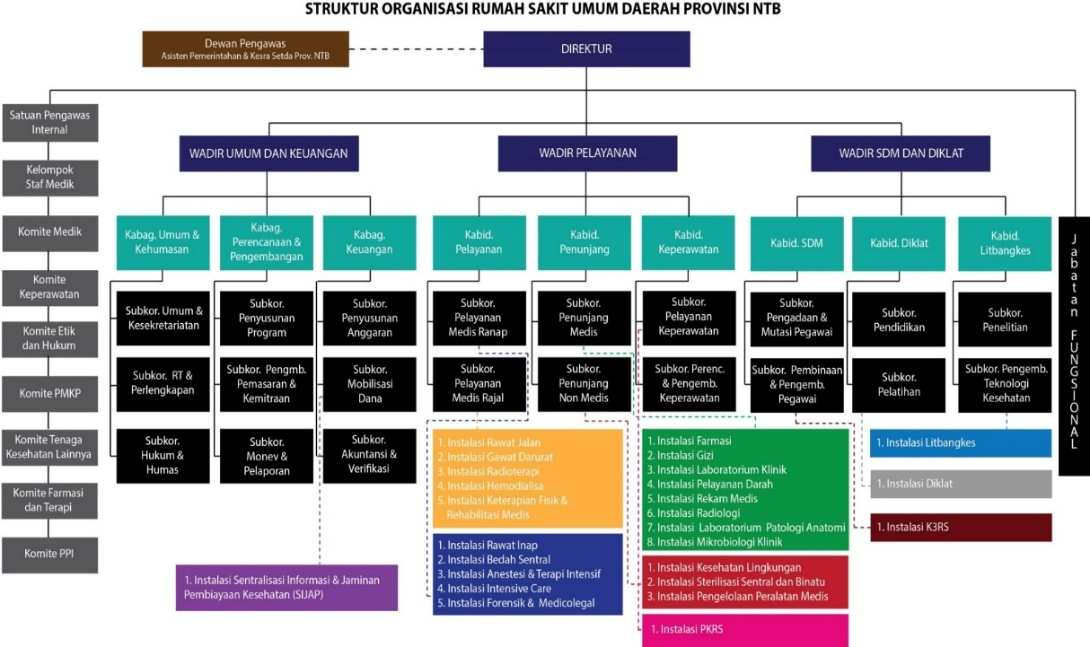 STRUKTUR ORGANISASI RUMAH SAKIT UMUM DAERAH PROVINSI NTB
Dewan Pengawas
Asisten Pemerintahan & Kesra Setda Prov. NTB
DIREKTUR
Satuan Pengawas
Internal
Kelompok
Staf Medik
Komite Medik
Komite
Keperawatan
Komite Etik
dan Hukum
Komite PMKP
Komite Tenaga
Kesehatan Lainnya
Komite Farmasi
dan Terapi
Komite PPI
WADIR UMUM DAN KEUANGAN
WADIR PELAYANAN
WADIR SDM DAN DIKLAT
Kabag. Umum &
Kehumasan
Kabag.
Perencanaan &
Pengembangan
Kabag.
Keuangan
Kabid.
Pelayanan
Kabid.
Penunjang
Kabid.
Keperawatan
Kabid. SDM
Kabid. Diklat
Kabid.
Litbangkes
Subkor. Umum &
Kesekretariatan
Subkor.
Penyusunan
Program
Subkor.
Penyusunan
Anggaran
Subkor.
Pelayanan
Medis Ranap
Subkor.
Penunjang
Medis
Subkor.
Pelayanan
Keperawatan
Subkor.
Pengadaan &
Mutasi Pegawai
Subkor.
Pendidikan
Subkor.
Penelitian
Subkor. RT &
Perlengkapan
Subkor. Pengmb.
Pemasaran &
Kemitraan
Subkor.
Mobilisasi
Dana
Subkor.
Pelayanan
Medis Rajal
Subkor.
Penunjang
Non Medis
Subkor. Perenc.
& Pengemb.
Keperawatan
Subkor. Pembinaan
& Pengemb.
Pegawai
Subkor.
Pelatihan
Subkor. Pengemb.
Teknologi
Kesehatan
Subkor.
Hukum &
Humas
Subkor.
Monev &
Pelaporan
Subkor.
Akuntansi &
Verifikasi
1. Instalasi Rawat Jalan
2. Instalasi Gawat Darurat
3. Instalasi Radioterapi
4. Instalasi Hemodialisa
5. Instalasi Keterapian Fisik &
Rehabilitasi Medis
1. Instalasi Rawat Inap
2. Instalasi Bedah Sentral
3. Instalasi Anestesi & Terapi Intensif
4. Instalasi Intensive Care
5. Instalasi Forensik & Medicolegal
1. Instalasi Farmasi
2. Instalasi Gizi
3. Instalasi Laboratorium Klinik
4. Instalasi Pelayanan Darah
5. Instalasi Rekam Medis
6. Instalasi Radiologi
7. Instalasi Laboratorium Patologi Anatomi
8. Instalasi Mikrobiologi Klinik
1. Instalasi Kesehatan Lingkungan
2. Instalasi Sterilisasi Sentral dan Binatu
3. Instalasi Pengelolaan Peralatan Medis
1. Instalasi PKRS
1. Instalasi Litbangkes
1. Instalasi Diklat
1. Instalasi K3RS
1. Instalasi Sentralisasi Informasi & Jaminan
Pembiayaan Kesehatan (SIJAP)
Jabatan FUNGSIONAL